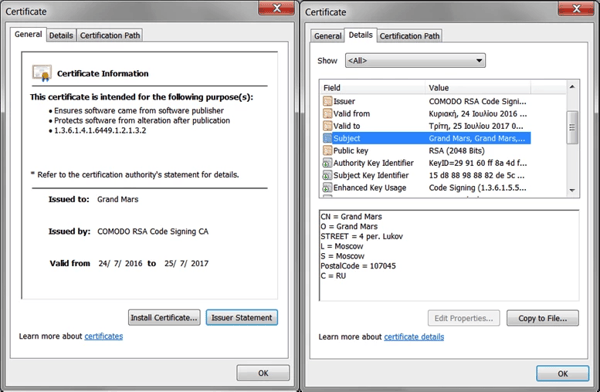 Certificate
General Details Certification Path
Certificate Information
This certificate is intended for the following purpose(s):
• Ensures software came from software publisher
• Protects software from alteration after publication
• 1.3.6.1.4.1.6449.1.2.1.3.2
* Refer to the certification authority's statement for details.
Issued to: Grand Mars
Issued by: COMODO RSA Code Signing CA
Valid from 24/ 7/ 2016 to 25/ 7/ 2017
Install Certificate... Issuer Statement
Learn more about certificates
OK
Certificate
General Details Certification Path
Show <All>
Field Value
Issuer COMODO RSA Code Signi...
Valid from Κυριακή, 24 Ιουλίου 2016 ...
Valid to Τρίτη, 25 Ιουλίου 2017 0...
Subject Grand Mars, Grand Mars,...
Public key RSA (2048 Bits)
Authority Key Identifier KeyID=29 91 60 ff 8a 4d f...
Subject Key Identifier 15 d8 88 98 88 82 de 5c ...
Enhanced Key Usage Code Signing (1.3.6.1.5.5...
CN = Grand Mars
O = Grand Mars
STREET = 4 per. Lukov
L = Moscow
S = Moscow
PostalCode = 107045
C = RU
Edit Properties... Copy to File...
Learn more about certificate details
OK